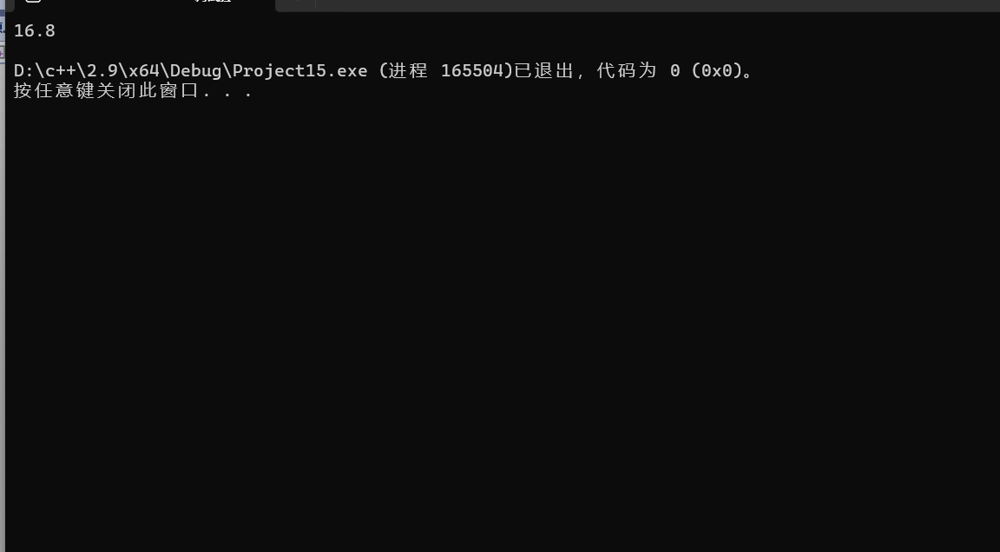 16.8
D:\c++\2.9\x64\Debug\Project15.exe (进程 165504)已退出，代码为 0 (0x0)。
按任意键关闭此窗口. . .